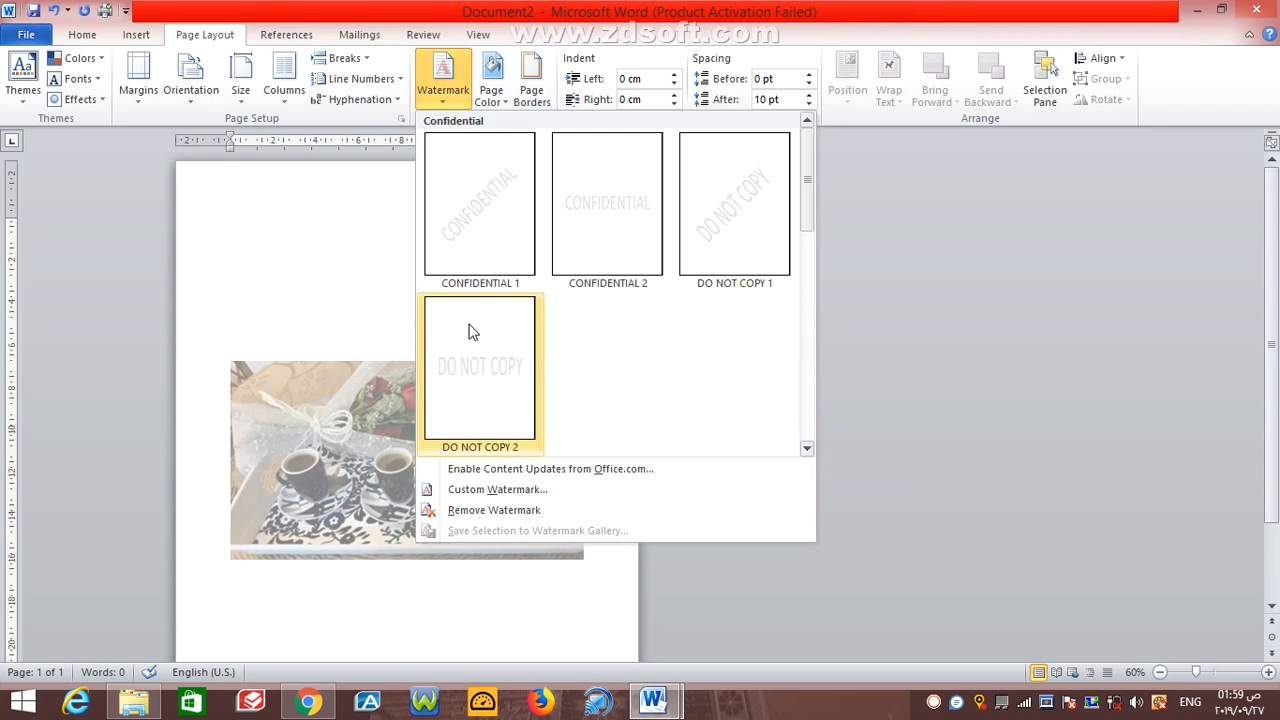 Document2 - Microsoft Word (Product Activation Failed)
www.zdsoft.com
File Home Insert Page Layout References Mailings Review View
Themes
Colors
Fonts
Effects
Themes
Margins
Orientation
Size
Columns
Breaks
Line Numbers
Hyphenation
Page Setup
Watermark
Page Color
Page Borders
Indent
Left: 0 cm
Right: 0 cm
Spacing
Before: 0 pt
After: 10 pt
Position
Wrap Text
Bring Forward
Send Backward
Selection Pane
Align
Group
Rotate
Arrange
Confidential
CONFIDENTIAL
CONFIDENTIAL
DO NOT COPY
CONFIDENTIAL 1
CONFIDENTIAL 2
DO NOT COPY 1
DO NOT COPY
DO NOT COPY 2
Enable Content Updates from Office.com...
Custom Watermark...
Remove Watermark
Save Selection to Watermark Gallery...
Page: 1 of 1 Words: 0 English (U.S.) 60%
ENG
01:59 ص
٢٠١٩/٠٩/٢٧